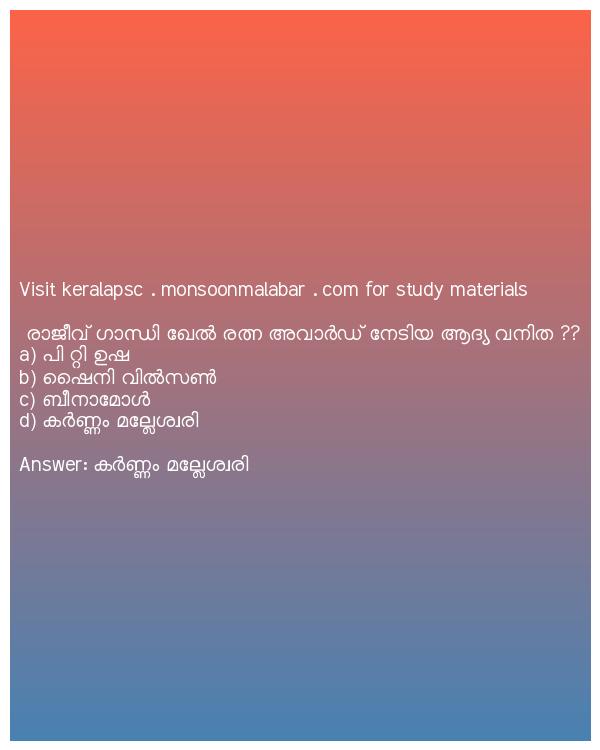 Visit keralapsc . monsoonmalabar . com for study materials
രാജീവ് ഗാന്ധി ഖേൽ രത്ന അവാർഡ് നേടിയ ആദ്യ വനിത ??
a) പി റ്റി ഉഷ
b) ഷൈനി വിൽസൺ
c) ബീനാമോൾ
d) കർണ്ണം മല്ലേശ്വരി
Answer: കർണ്ണം മല്ലേശ്വരി